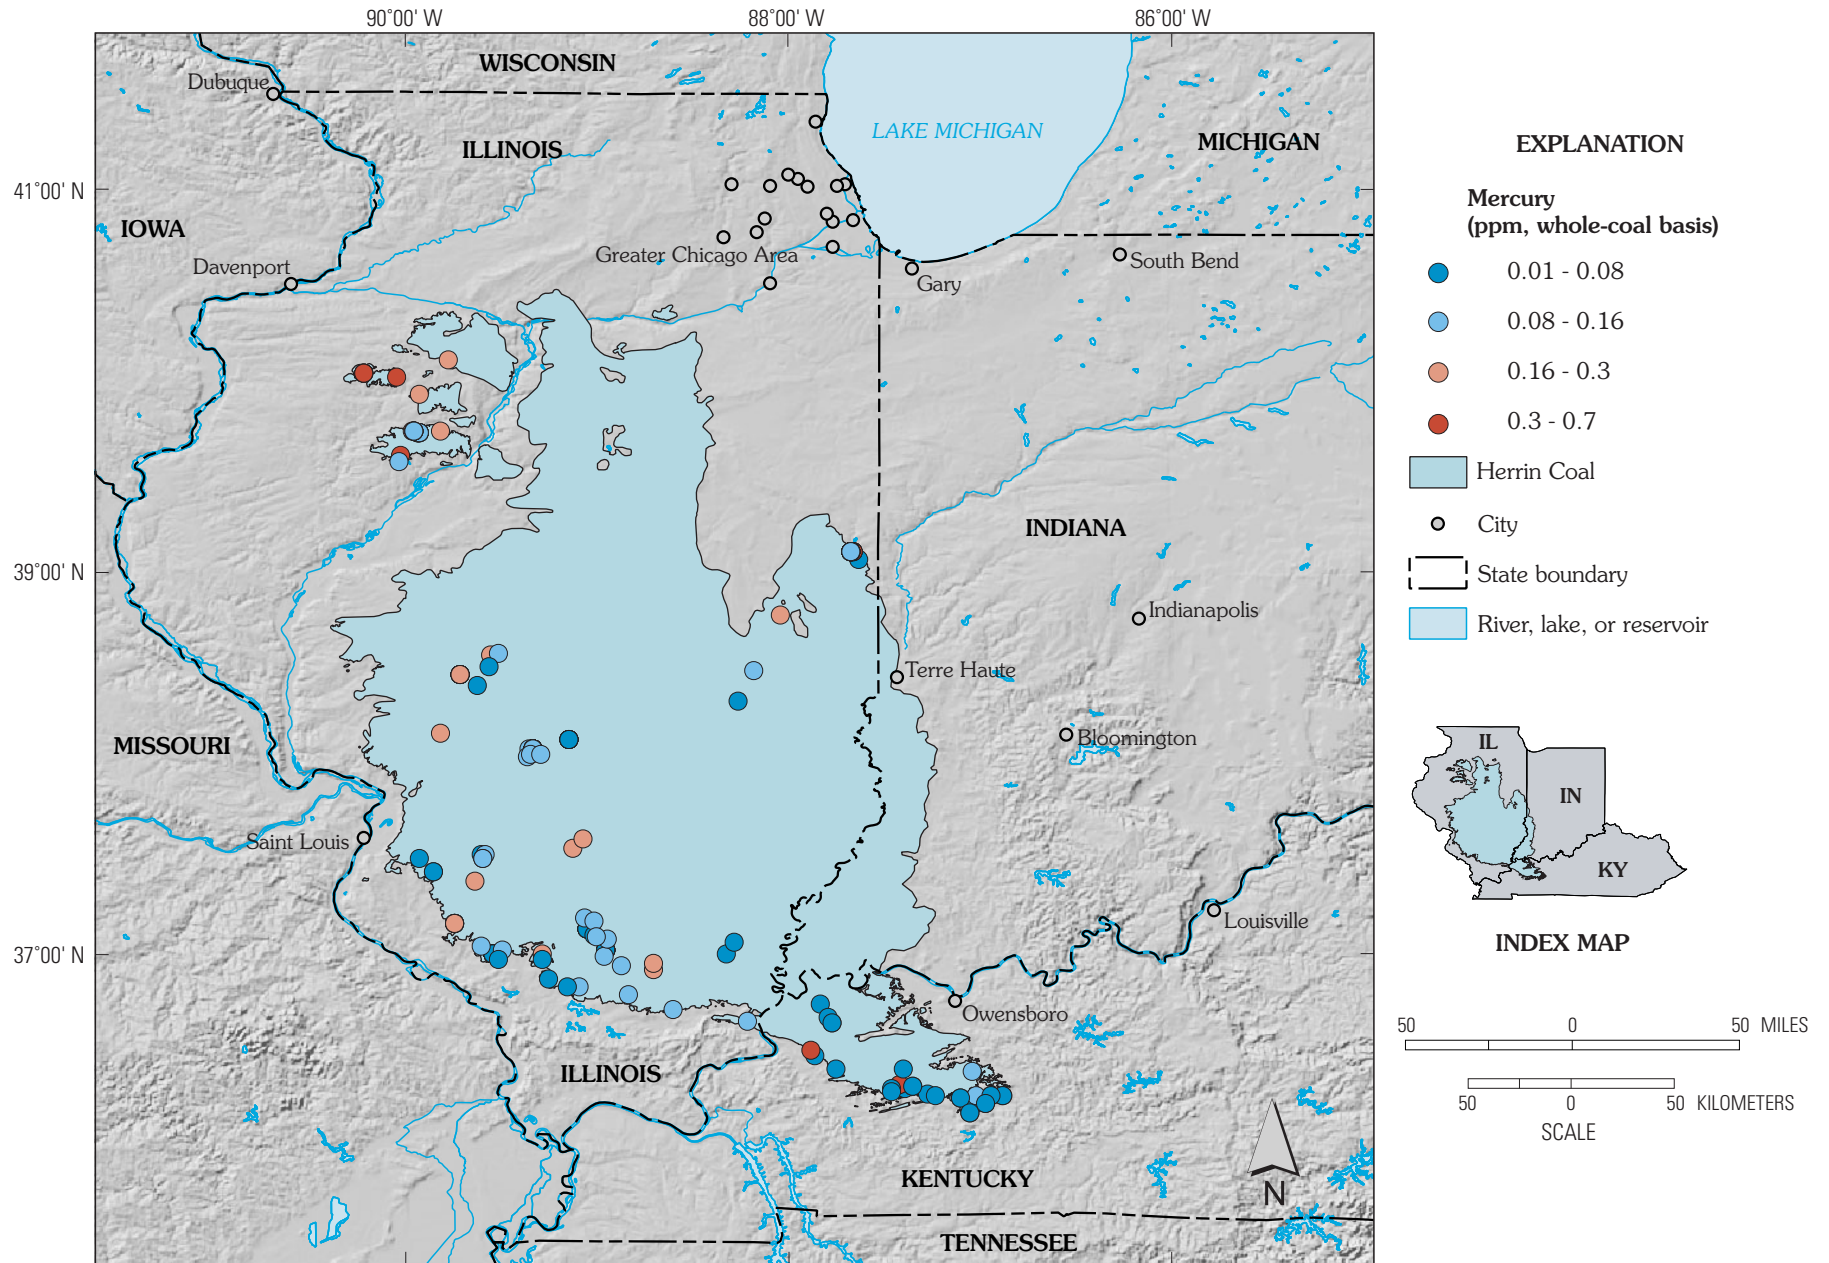 90°00' W
88°00' W
86°00' W
WISCONSIN
Dubuque
LAKE MICHIGAN
ILLINOIS
MICHIGAN
41°00' N
IOWA
Greater Chicago Area
Davenport
South Bend
Gary
INDIANA
39°00' N
Indianapolis
Terre Haute
MISSOURI
Bloomington
Saint Louis
Louisville
37°00' N
Owensboro
ILLINOIS
KENTUCKY
N
TENNESSEE
EXPLANATION
Mercury
(ppm, whole-coal basis)
0.01 - 0.08
0.08 - 0.16
0.16 - 0.3
0.3 - 0.7
Herrin Coal
City
State boundary
River, lake, or reservoir
IL
IN
KY
INDEX MAP
50 0 50 MILES
50 0 50 KILOMETERS
SCALE